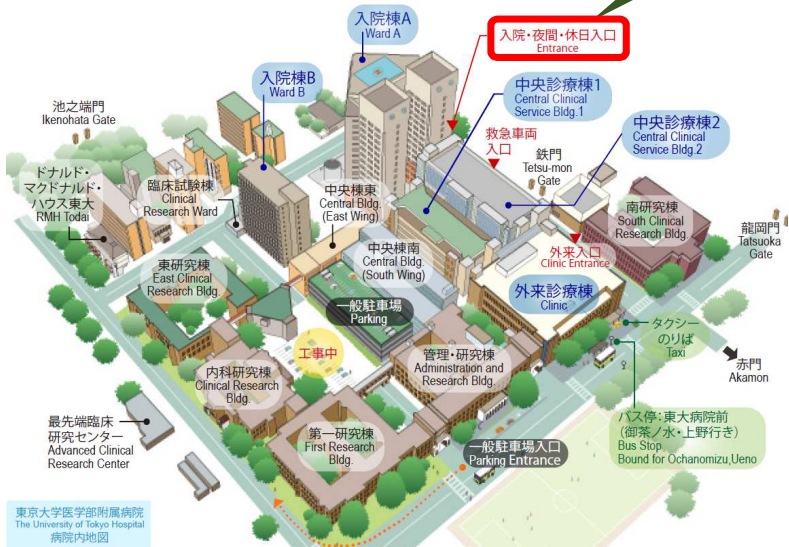 入院棟A
Ward A
入院・夜間・休日入口
Entrance
入院棟B
Ward B
中央診療棟1
Central Clinical
Service Bldg.1
池之端門
Ikenohata Gate
救急車両
入口
中央診療棟2
Central Clinical
Service Bldg.2
鉄門
Tetsu-mon
Gate
ドナルド・
マクドナルド・
ハウス東大
RMH Todai
臨床試験棟
Clinical
Research Ward
中央棟東
Central Bldg.
(East Wing)
南研究棟
South Clinical
Research Bldg.
龍岡門
Tatsuoka
Gate
中央棟南
Central Bldg.
(South Wing)
外来入口
Clinic Entrance
東研究棟
East Clinical
Research Bldg.
外来診療棟
Clinic
一般駐車場
Parking
タクシー
のりば
Taxi
工事中
管理・研究棟
Administration and
Research Bldg.
内科研究棟
Clinical Research
Bldg.
赤門
Akamon
最先端臨床
研究センター
Advanced Clinical
Research Center
第一研究棟
First Research
Bldg.
一般駐車場入口
Parking Entrance
バス停:東大病院前
(御茶ノ水・上野行き)
Bus Stop
Bound for Ochanomizu,Ueno
東京大学医学部附属病院
The University of Tokyo Hospital
病院内地図